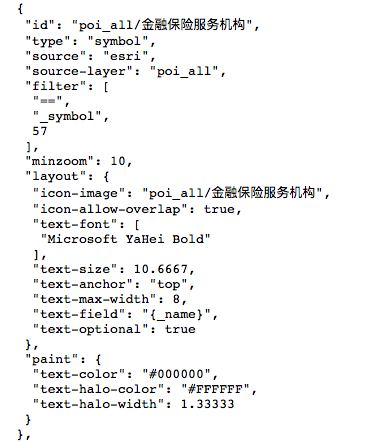 {
"id": "poi_all/金融保险服务机构",
"type": "symbol",
"source": "esri",
"source-layer": "poi_all",
"filter": [
"==",
"_symbol",
57
],
"minzoom": 10,
"layout": {
"icon-image": "poi_all/金融保险服务机构",
"icon-allow-overlap": true,
"text-font": [
"Microsoft YaHei Bold"
],
"text-size": 10.6667,
"text-anchor": "top",
"text-max-width": 8,
"text-field": "{_name}",
"text-optional": true
},
"paint": {
"text-color": "#000000",
"text-halo-color": "#FFFFFF",
"text-halo-width": 1.33333
}
},